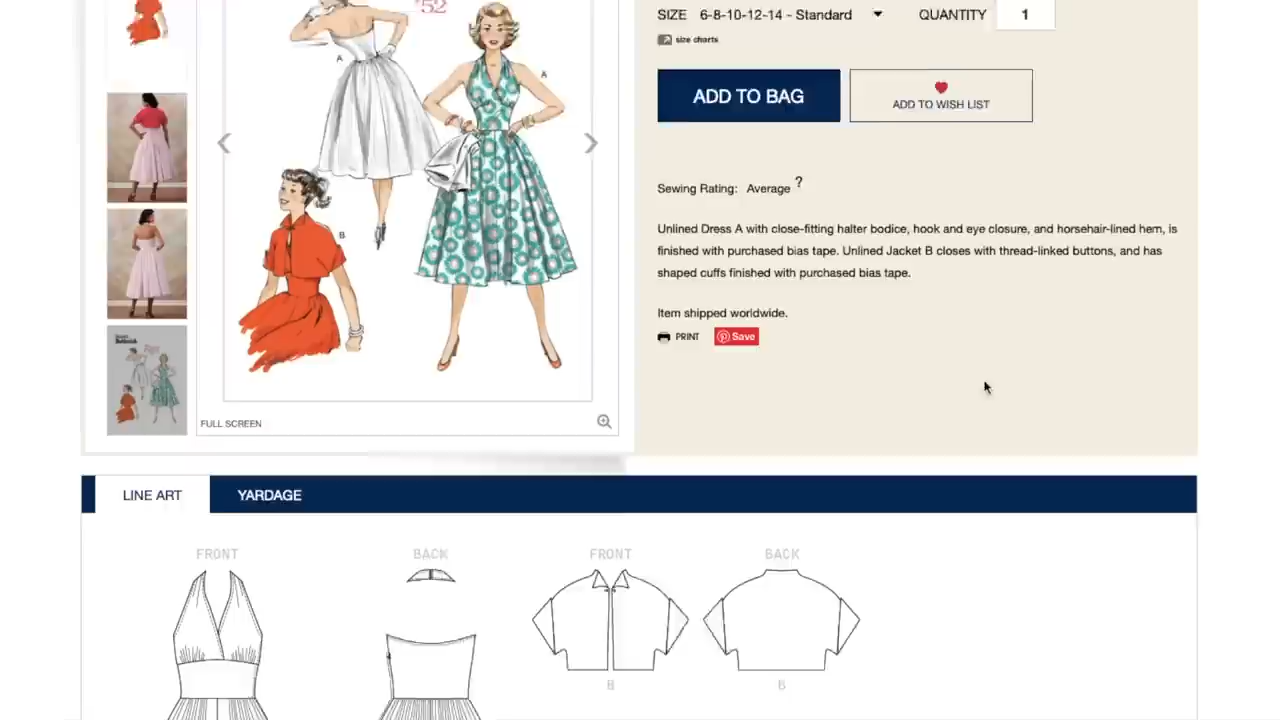 '52
SIZE 6-8-10-12-14 - Standard QUANTITY 1
size charts
ADD TO BAG
ADD TO WISH LIST
A
A
B
Sewing Rating: Average ?
Unlined Dress A with close-fitting halter bodice, hook and eye closure, and horsehair-lined hem, is
finished with purchased bias tape. Unlined Jacket B closes with thread-linked buttons, and has
shaped cuffs finished with purchased bias tape.
Item shipped worldwide.
PRINT Save
FULL SCREEN
LINE ART YARDAGE
FRONT BACK FRONT BACK
B B